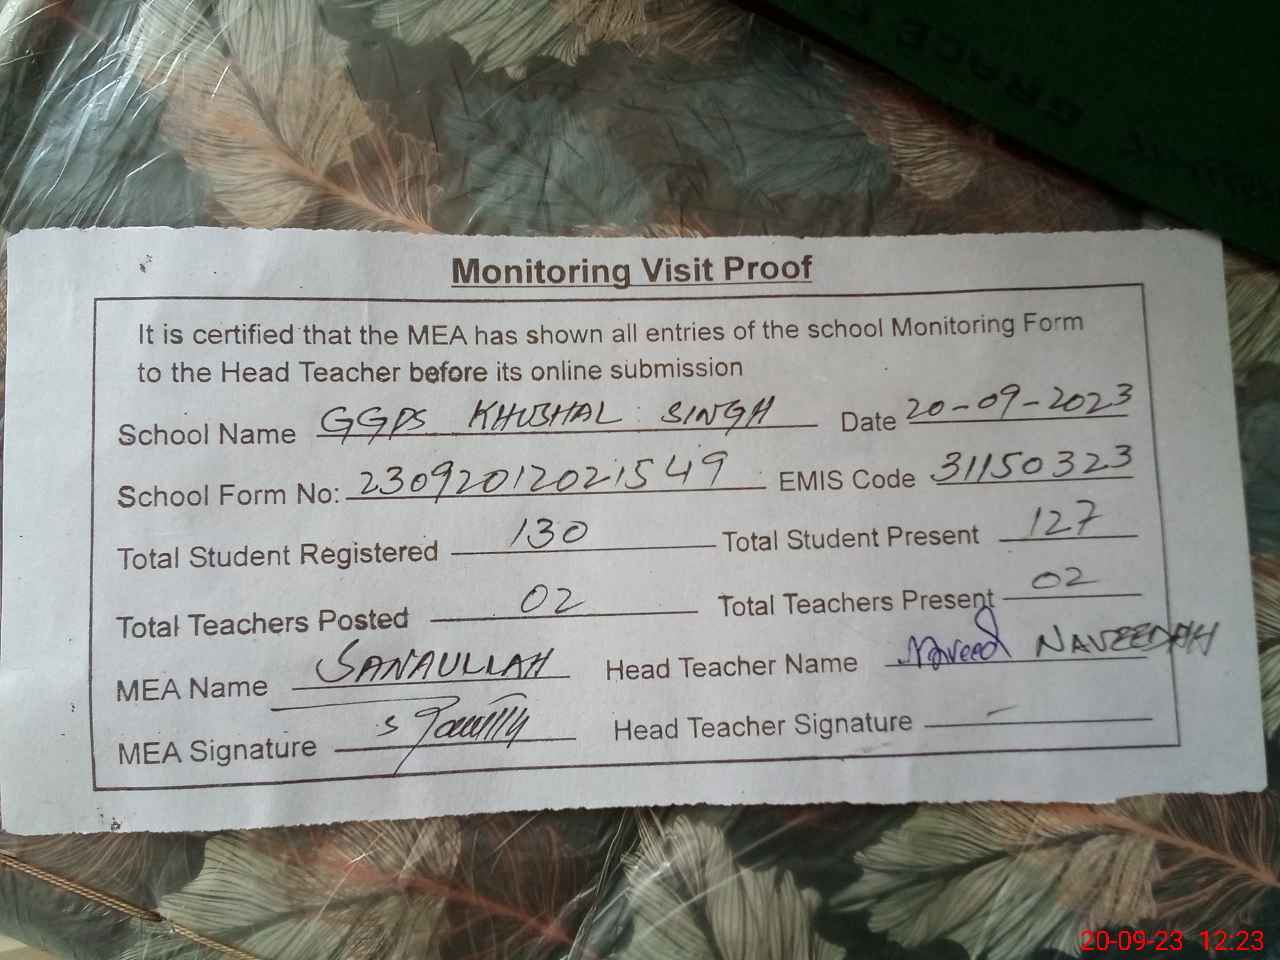 GRACE
Monitoring Visit Proof
It is certified that the MEA has shown all entries of the school Monitoring Form
to the Head Teacher before its online submission
School Name GGPS KHUSHAL SINGH Date 20-09-2023
School Form No: 23092012021549 EMIS Code 31150323
Total Student Registered 130 Total Student Present 127
Total Teachers Posted 02 Total Teachers Present 02
MEA Name SANAULLAH Head Teacher Name Naveed
MEA Signature Head Teacher Signature
20-09-23 12:23